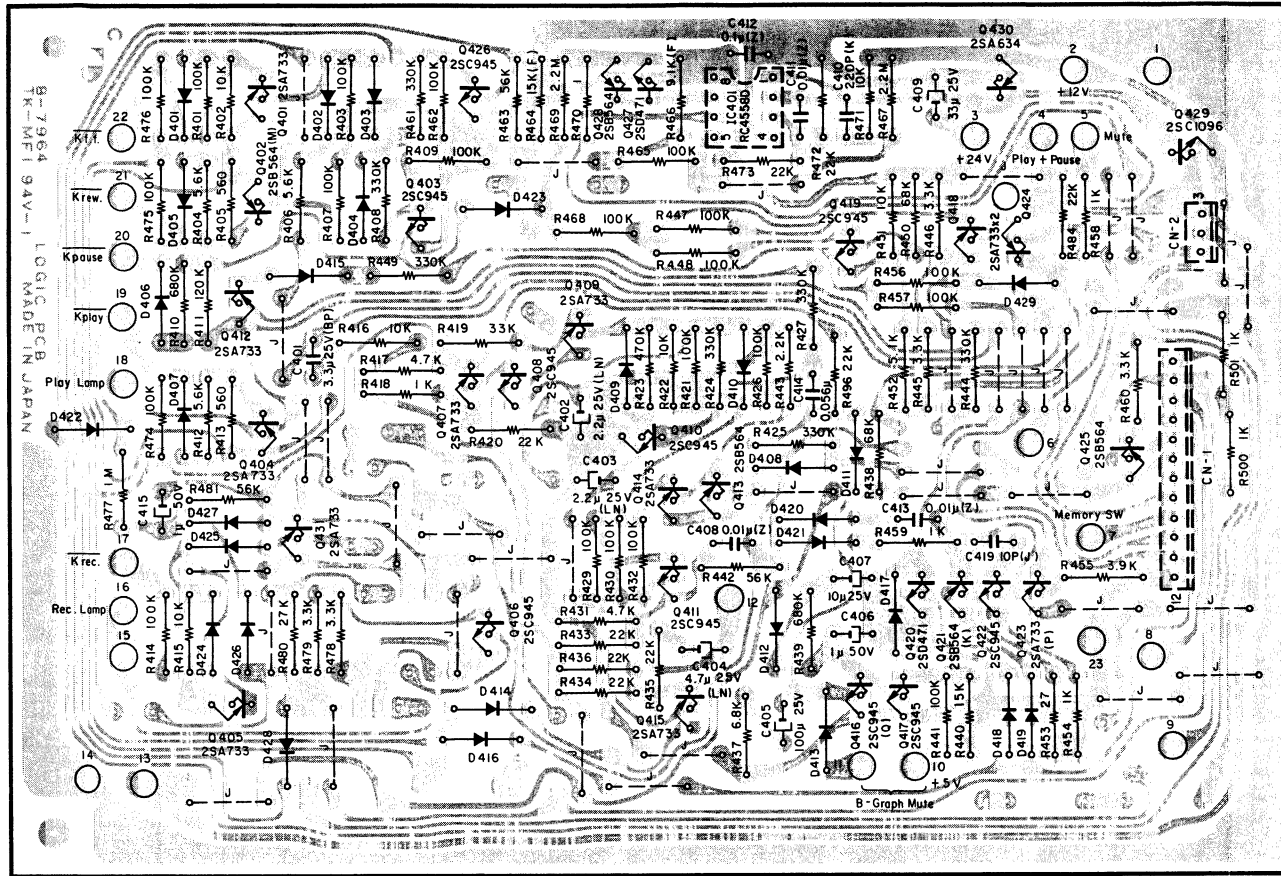 B-7964 LOGIC PCB
TK-MF1 94V-1 MADE IN JAPAN
R476 100K
D401
R401 100K
R402 10K
Q401 2SA733
D402
R403 100K
D403
R461 330K
R462 100K
Q426
2SC945
R463 56K
R464 15K(F)
R469 2.2M
R470 1
Q428
2SB564
Q427
2SD471
R466 9.1K(F)
C412
0.1μ(Z)
IC401
RC4558D
8
1
5
4
C411 0.01μ(Z)
C410
220P(K)
R471 10K
R467 2.2K
C409
33μ 25V
Q430
2SA634
2
+12V
1
3
+24V
4
Play + Pause
5
Mute
Q429
2SC1096
22
Kf.f.
Q402
2SB564(M)
R409 100K
R465 100K
R473 22K
R472
22K
21
Krew.
R475 100K
D405
R404 5.6K
R405 560
R406 5.6K
R407 100K
D404
R408 330K
Q403
2SC945
D423
R468 100K
R447 100K
R448 100K
Q419
2SC945
R451 10K
R450 68K
R446 3.3K
Q418
2SA733x2
Q424
R484 22K
R458 1K
J
CN-2
3
1
20
Kpause
D415
R449 330K
R456 100K
R457 100K
D429
19
Kplay
D406
R410 680K
R411 120K
Q412
2SA733
C401
3.3μ25V(BP)
R416 10K
R419 33K
R417 4.7K
R418 1K
Q409
2SA733
Q407
2SA733
Q408
2SC945
R420 22K
C402
2.2μ 25V(LN)
D409
R423 470K
R422 10K
R421 100K
R424 330K
D410
R426 100K
R443 2.2K
C414
0.056μ
R427 330K
R496 22K
R452 5.1K
R445 3.3K
R444 330K
R460 3.3K
R501 1K
18
Play Lamp
D422
R474 100K
D407
R412 5.6K
R413 560
Q404
2SA733
Q410
2SC945
R425 330K
D408
D411
R438 68K
6
Q425
2SB564
CN-1
R500 1K
R477 1M
C415
1μ 50V
R481 56K
D427
D425
Q431
2SA733
C403
2.2μ 25V
(LN)
Q414
2SA733
Q413
2SB564
D420
D421
C408 0.01μ(Z)
C413 0.01μ(Z)
R459 1K
C419 10P(J)
Memory SW
7
R455 3.9K
12
17
Krec.
16
Rec. Lamp
15
R414 100K
R415 10K
D424
D426
R480 27K
R479 3.3K
R478 3.3K
Q406
2SC945
R429 100K
R430 100K
R432 100K
R442 56K
Q411
2SC945
12
R431 4.7K
R433 22K
R436 22K
R434 22K
R435 22K
C404
4.7μ 25V
(LN)
D412
R439 680K
C407
10μ25V
C406
1μ 50V
D417
Q420
2SD471
Q421
2SB564
(K)
Q422
2SC945
Q423
2SA733
(P)
23
8
Q405
2SA733
D428
D414
D416
Q415
2SA733
R437 6.8K
C405
100μ 25V
D413
Q416
2SC945
(Q)
Q417
2SC945
R441 100K
R440 15K
D418
D419
R453 27
R454 1K
9
14
13
11
10
+5V
B-Graph Mute